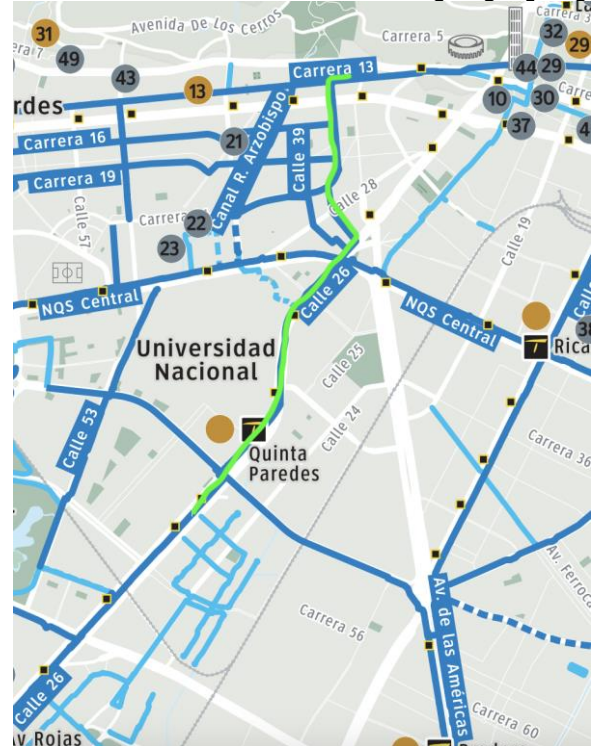 Avenida De Los Cerros
31
Carrera 5
32
29
49
43
13
Carrera 13
44
29
10
30
37
rdes
Carrera 16
21
Canal R. Arzobispo.
Calle 39
Carrera 19
Calle 28
Calle 57
Carrera
22
23
Calle 19
NQS Central
Calle 26
NQS Central
Universidad
Nacional
Calle 25
Calle 53
Quinta
Paredes
Calle 24
Carrera 36
Av. Ferroca
Carrera 56
Av. de las Américas
Calle 26
Carrera 60
Av Rojas